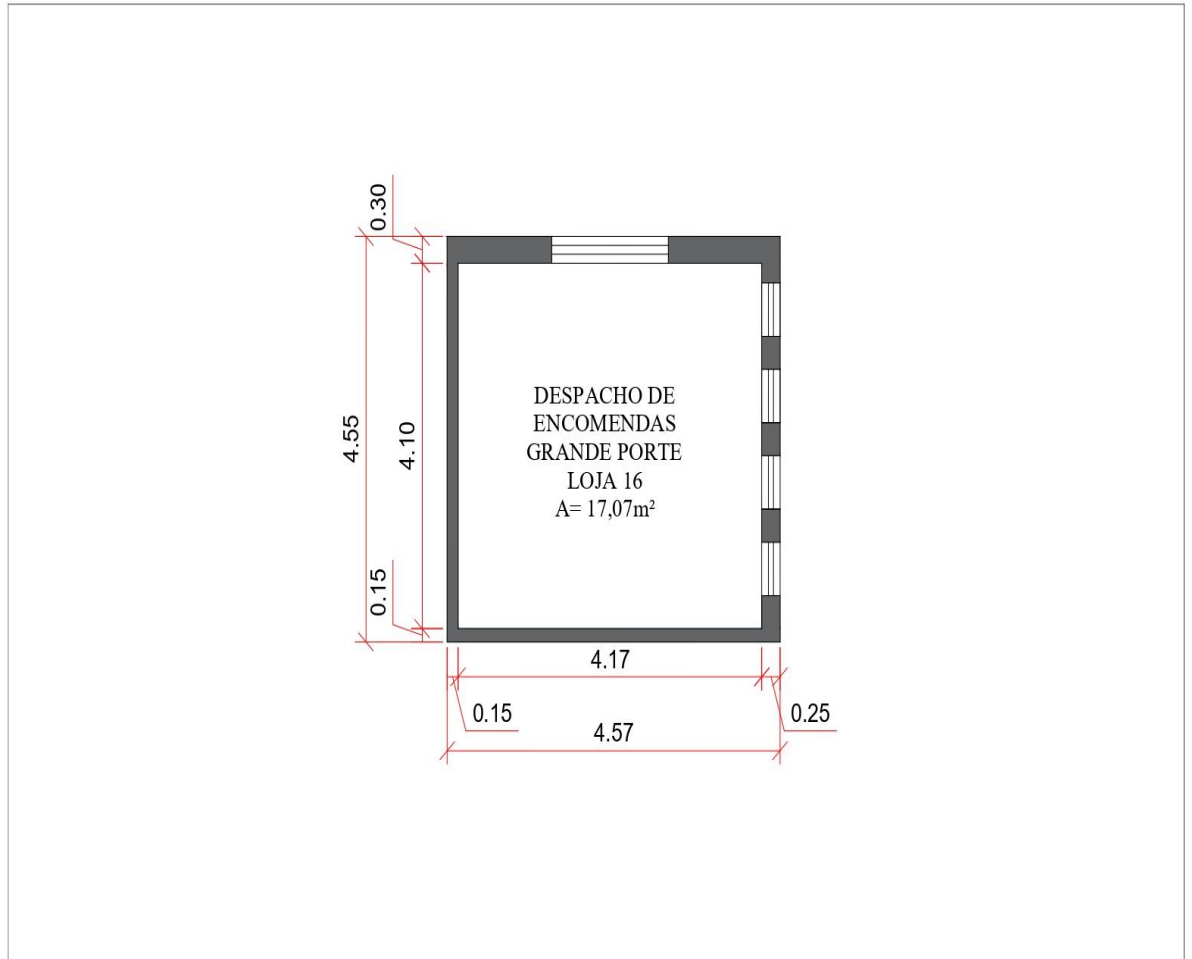 0.30
4.55
4.10
0.15
DESPACHO DE
ENCOMENDAS
GRANDE PORTE
LOJA 16
A= 17,07m²
4.17
0.15
0.25
4.57